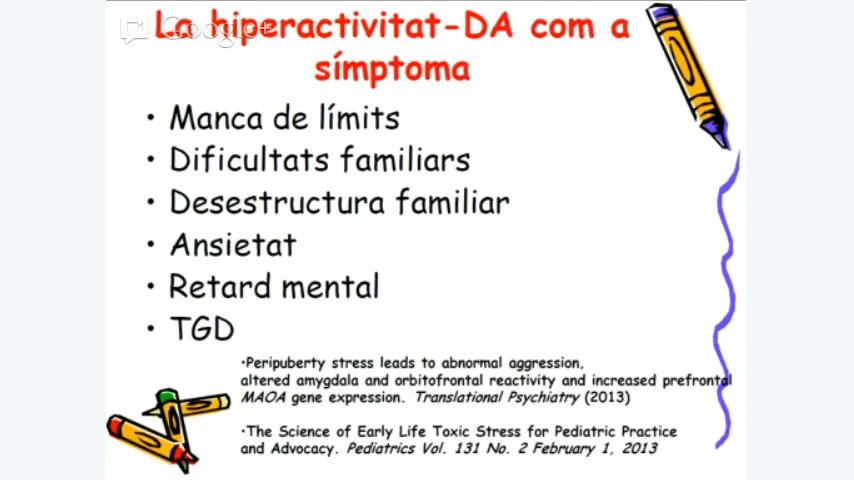 Google+
La hiperactivitat-DA com a
símptoma
• Manca de límits
• Dificultats familiars
• Desestructura familiar
• Ansietat
• Retard mental
• TGD
•Peripuberty stress leads to abnormal aggression,
altered amygdala and orbitofrontal reactivity and increased prefrontal
MAOA gene expression. Translational Psychiatry (2013)
•The Science of Early Life Toxic Stress for Pediatric Practice
and Advocacy. Pediatrics Vol. 131 No. 2 February 1, 2013